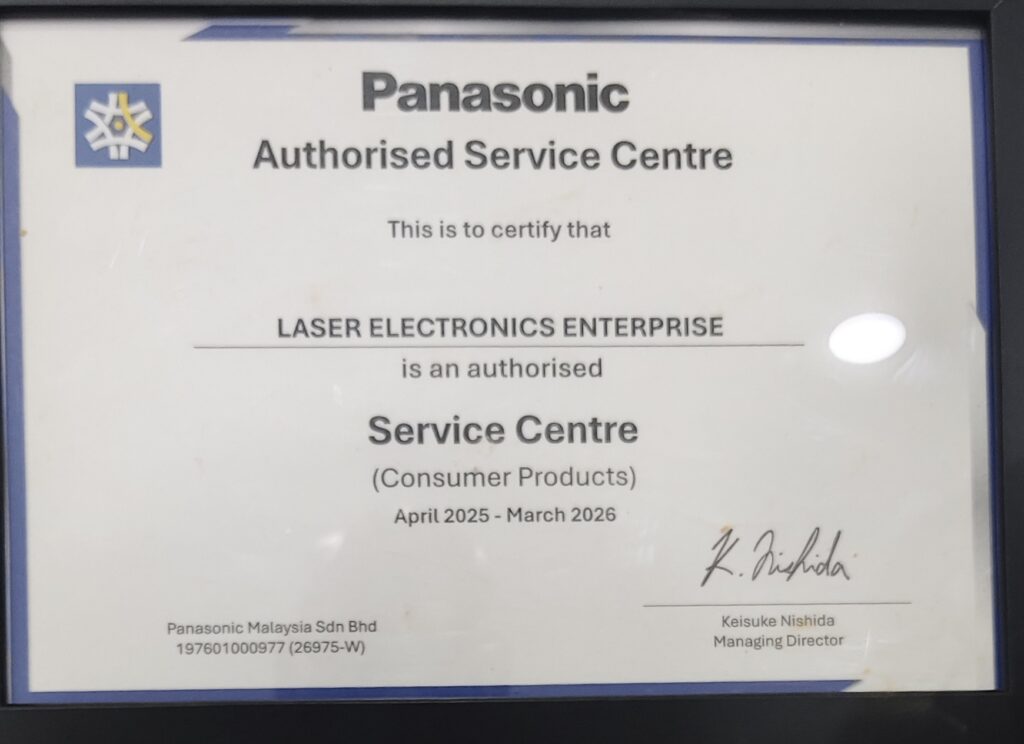 Panasonic
Authorised Service Centre
This is to certify that
LASER ELECTRONICS ENTERPRISE
is an authorised
Service Centre
(Consumer Products)
April 2025 - March 2026
K. Nishida
Keisuke Nishida
Managing Director
Panasonic Malaysia Sdn Bhd
197601000977 (26975-W)